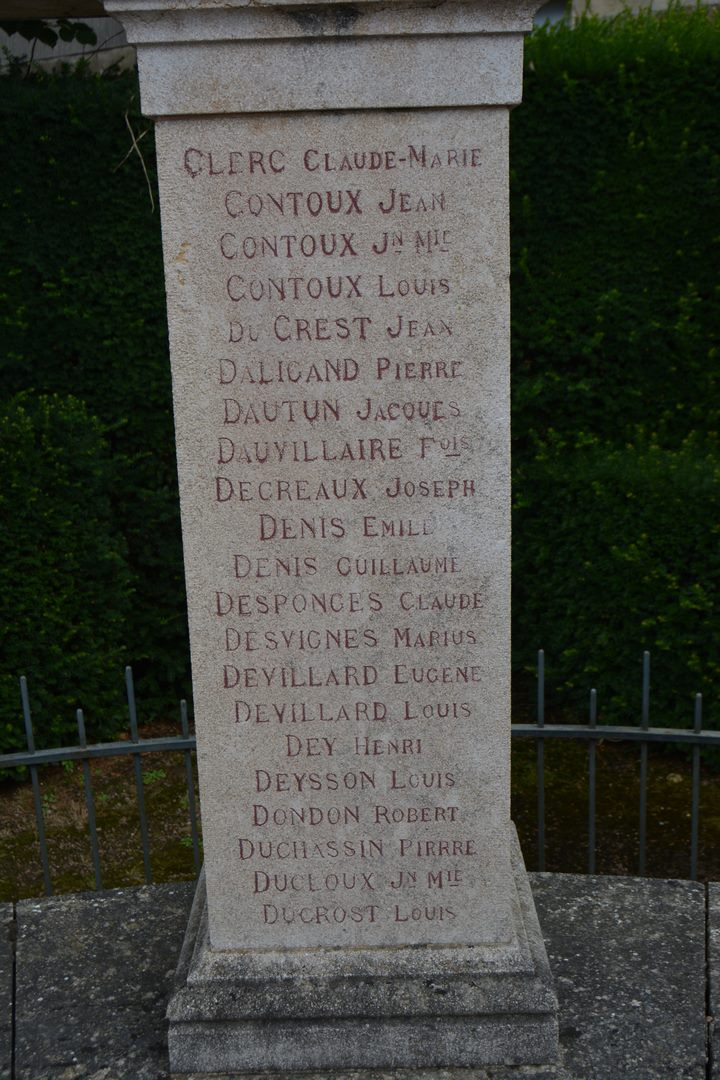 CLERC CLAUDE-MARIE
CONTOUX JEAN
CONTOUX JN MIE
CONTOUX LOUIS
DU CREST JEAN
DALIGAND PIERRE
DAUTUN JACQUES
DAUVILLAIRE FOIS
DECREAUX JOSEPH
DENIS EMILE
DENIS GUILLAUME
DESPONGES CLAUDE
DESVIGNES MARIUS
DEVILLARD EUGENE
DEVILLARD LOUIS
DEY HENRI
DEYSSON LOUIS
DONDON ROBERT
DUCHASSIN PIRRRE
DUCLOUX JN MIE
DUCROST LOUIS